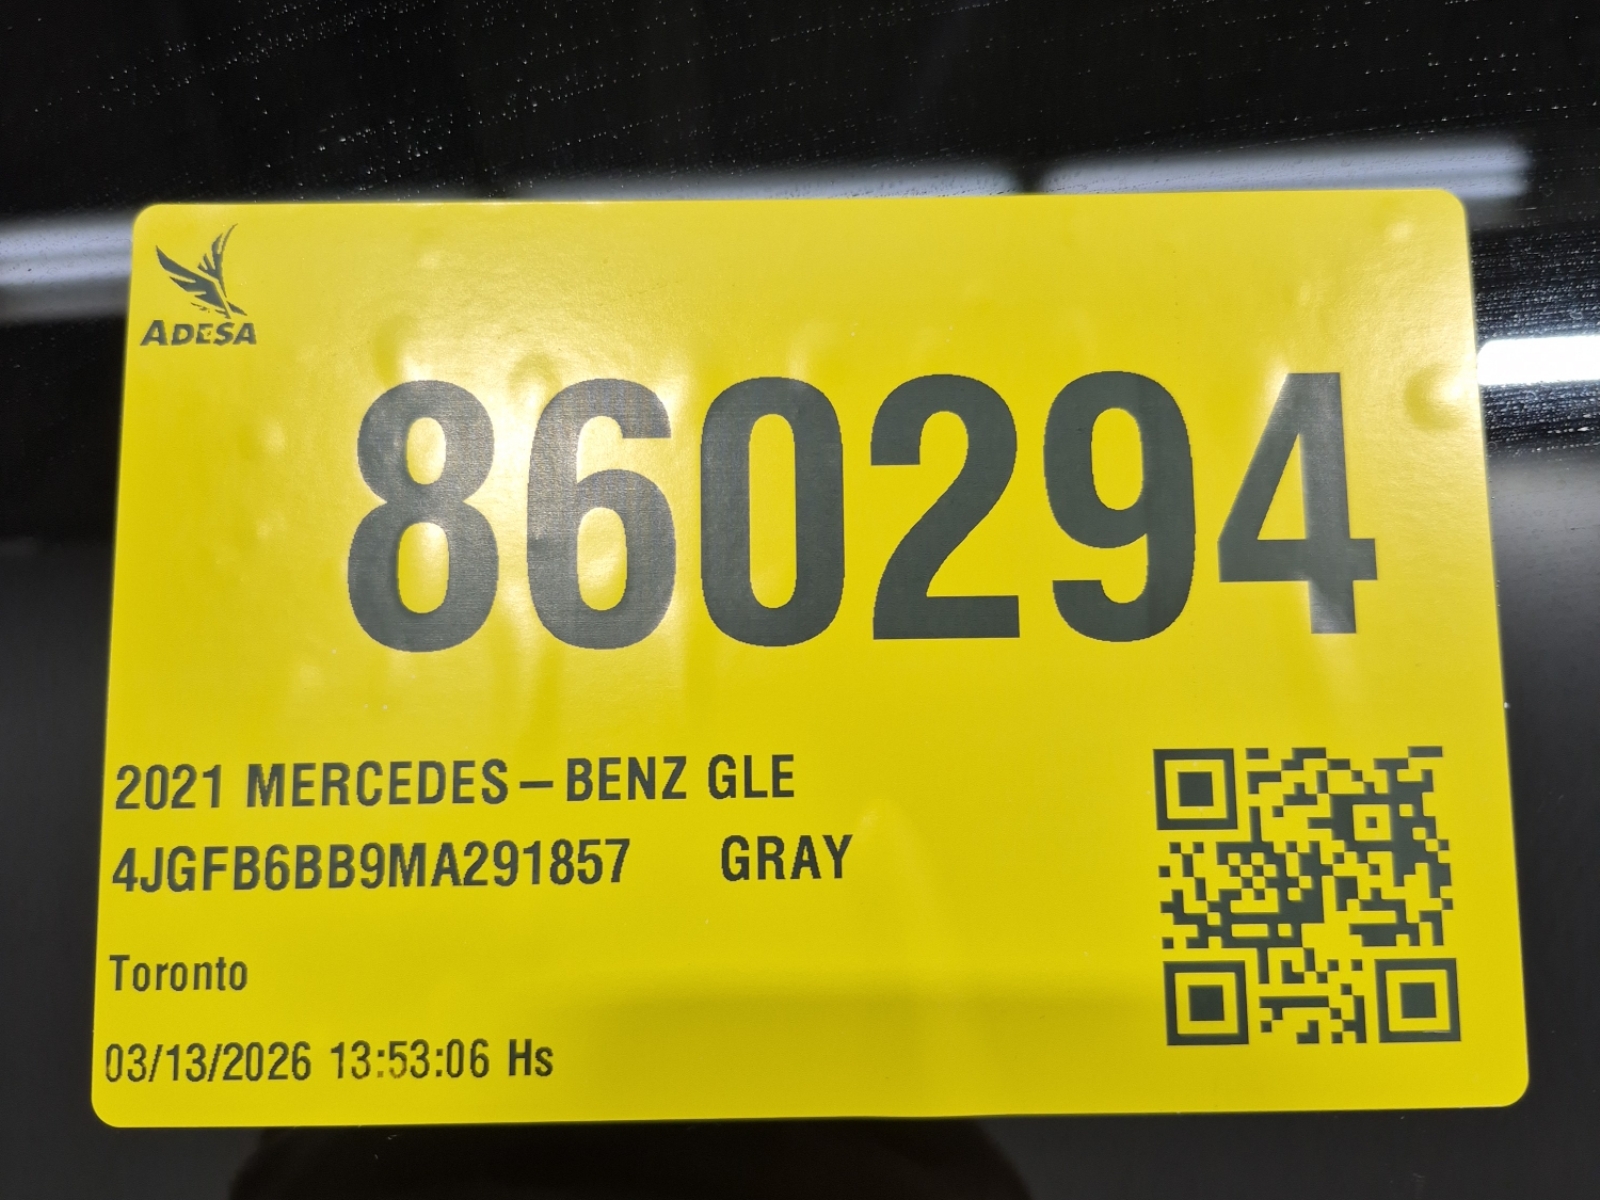 ADESA
860294
2021 MERCEDES-BENZ GLE
4JGFB6BB9MA291857 GRAY
Toronto
03/13/2026 13:53:06 Hs